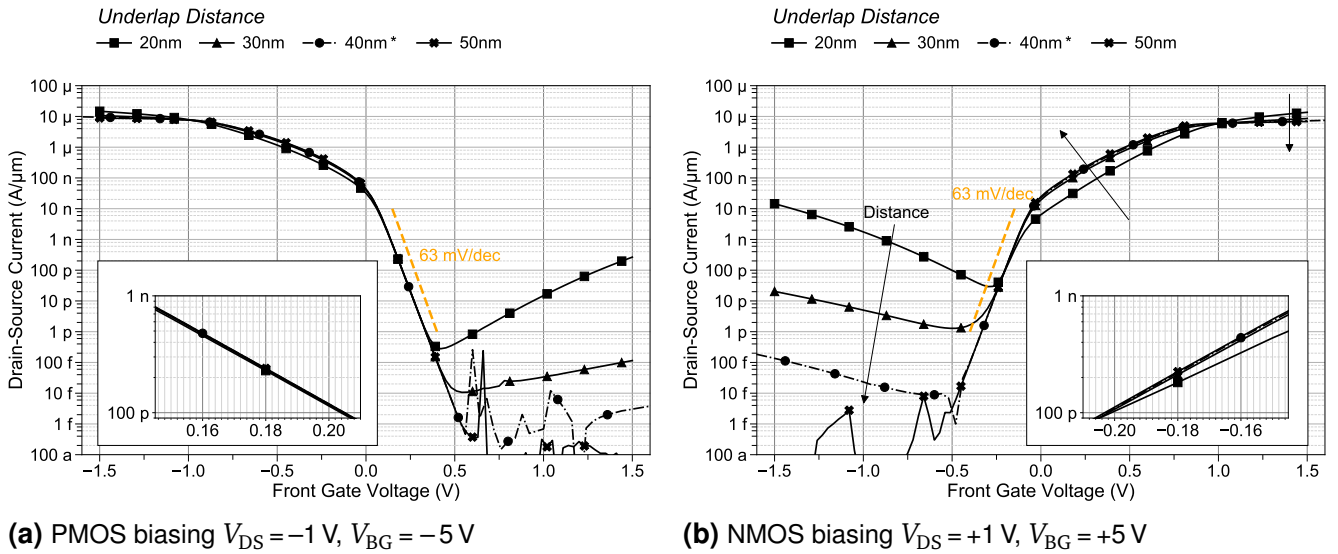 Underlap Distance
20nm 30nm 40nm* 50nm
100 µ
10 µ
1 µ
100 n
10 n
1 n
100 p
10 p
1 p
100 f
10 f
1 f
100 a
Drain-Source Current (A/µm)
63 mV/dec
1 n
100 p
0.16 0.18 0.20
−1.5 −1.0 −0.5 0.0 0.5 1.0 1.5
Front Gate Voltage (V)
(a) PMOS biasing VDS = −1 V, VBG = −5 V
Underlap Distance
20nm 30nm 40nm* 50nm
100 µ
10 µ
1 µ
100 n
10 n
1 n
100 p
10 p
1 p
100 f
10 f
1 f
100 a
Drain-Source Current (A/µm)
63 mV/dec
Distance
1 n
100 p
−0.20 −0.18 −0.16
−1.5 −1.0 −0.5 0.0 0.5 1.0 1.5
Front Gate Voltage (V)
(b) NMOS biasing VDS = +1 V, VBG = +5 V